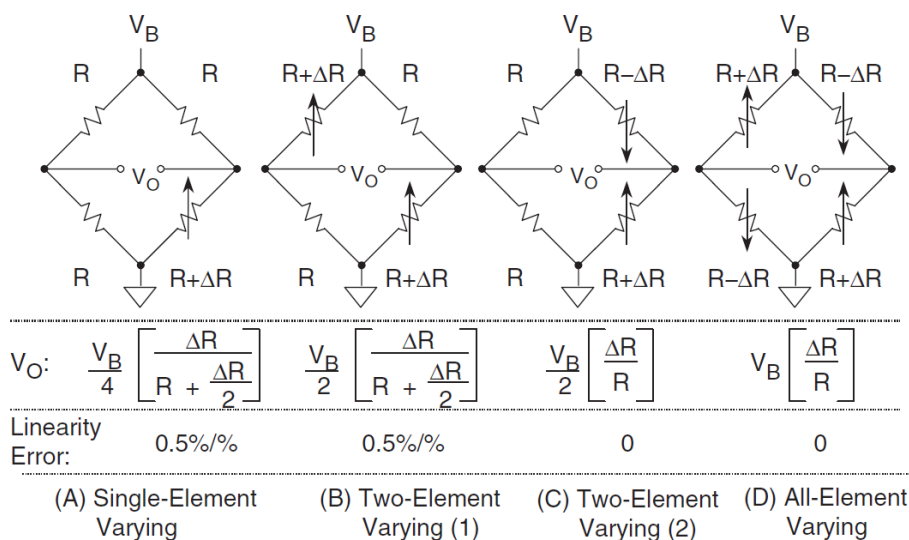 V_B V_B V_B V_B
R R R+ΔR R R R−ΔR R+ΔR R−ΔR
V_O V_O V_O V_O
R R+ΔR R R+ΔR R R+ΔR R−ΔR R+ΔR
V_O: V_B/4 [ΔR / (R + ΔR/2)] V_B/2 [ΔR / (R + ΔR/2)] V_B/2 [ΔR/R] V_B [ΔR/R]
Linearity
Error: 0.5%/% 0.5%/% 0 0
(A) Single-Element (B) Two-Element (C) Two-Element (D) All-Element
Varying Varying (1) Varying (2) Varying